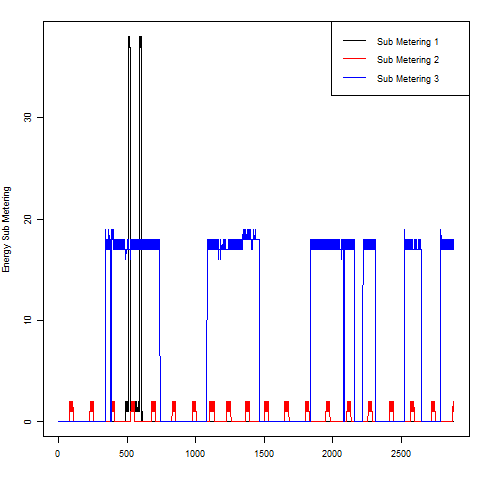 Sub Metering 1
Sub Metering 2
Sub Metering 3
Energy Sub Metering
30
20
10
0
0 500 1000 1500 2000 2500